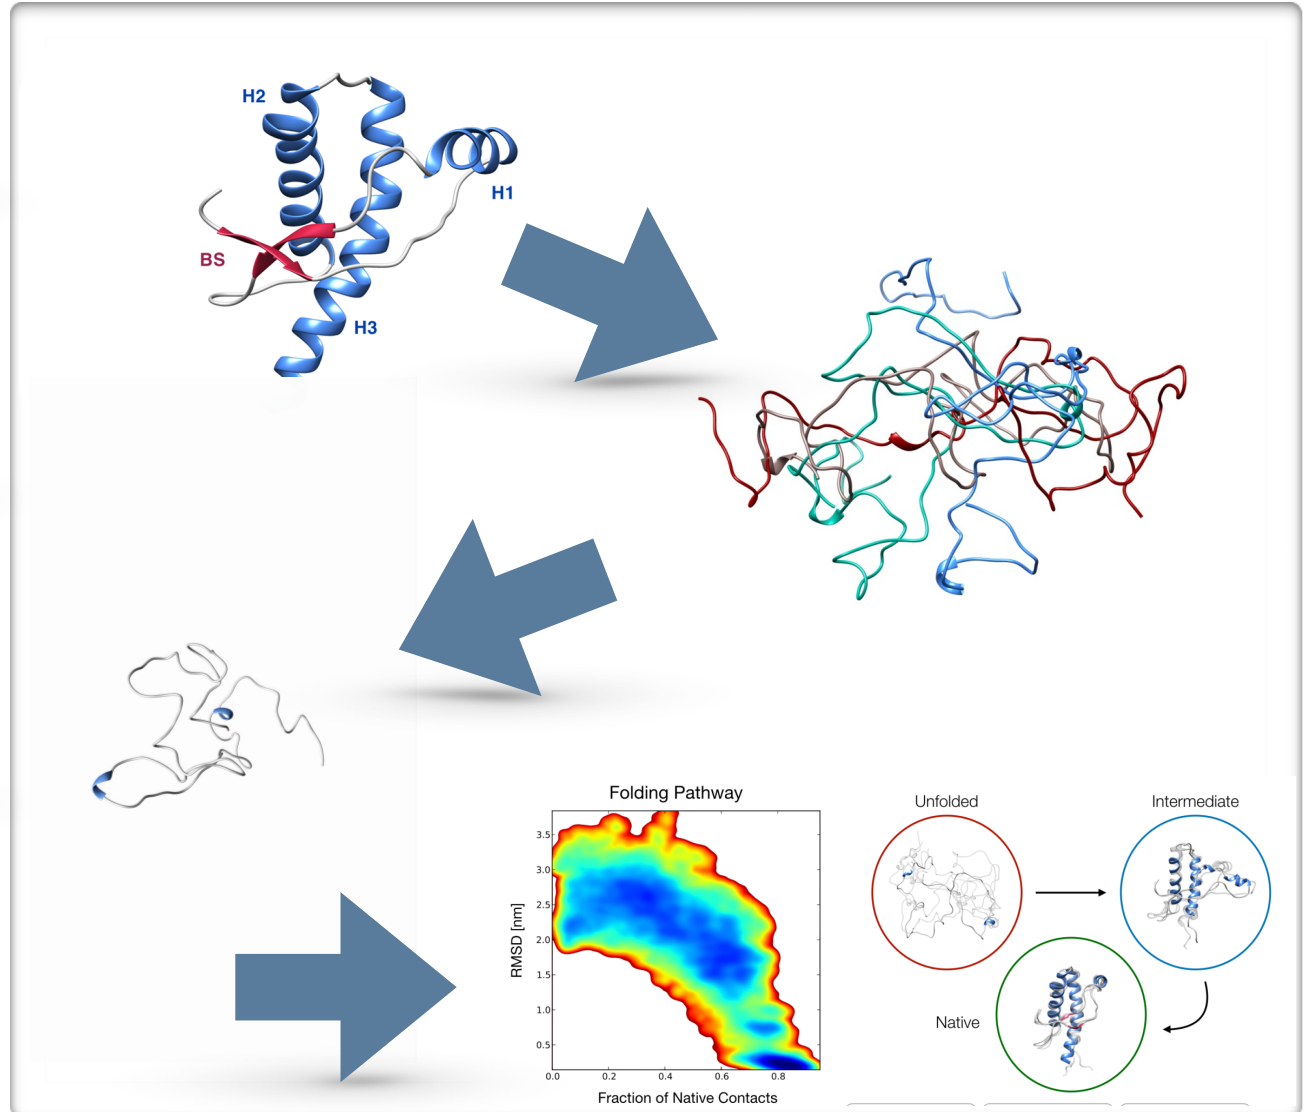 H2
H1
BS
H3
Folding Pathway
3.5
3.0
2.5
2.0
1.5
1.0
0.5
RMSD [nm]
0.0 0.2 0.4 0.6 0.8
Fraction of Native Contacts
Unfolded
Intermediate
Native